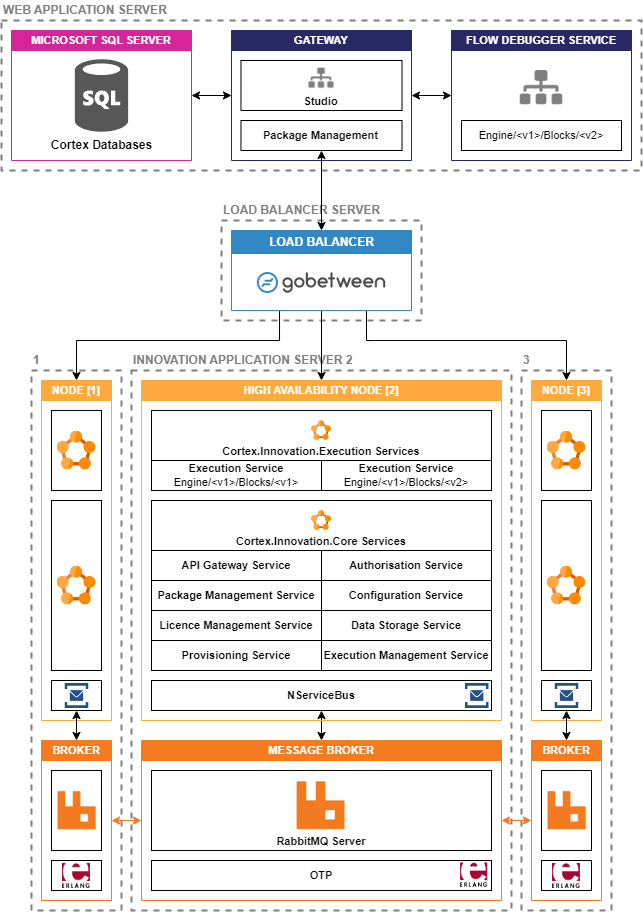 WEB APPLICATION SERVER
MICROSOFT SQL SERVER
SQL
Cortex Databases
GATEWAY
Studio
Package Management
FLOW DEBUGGER SERVICE
Engine/<v1>/Blocks/<v2>
LOAD BALANCER SERVER
LOAD BALANCER
gobetween
1
INNOVATION APPLICATION SERVER 2
3
NODE [1]
HIGH AVAILABILITY NODE [2]
NODE [3]
Cortex.Innovation.Execution Services
Execution Service
Engine/<v1>/Blocks/<v1>
Execution Service
Engine/<v1>/Blocks/<v2>
Cortex.Innovation.Core Services
API Gateway Service
Authorisation Service
Package Management Service
Configuration Service
Licence Management Service
Data Storage Service
Provisioning Service
Execution Management Service
NServiceBus
BROKER
MESSAGE BROKER
BROKER
RabbitMQ Server
ERLANG
OTP
ERLANG
ERLANG